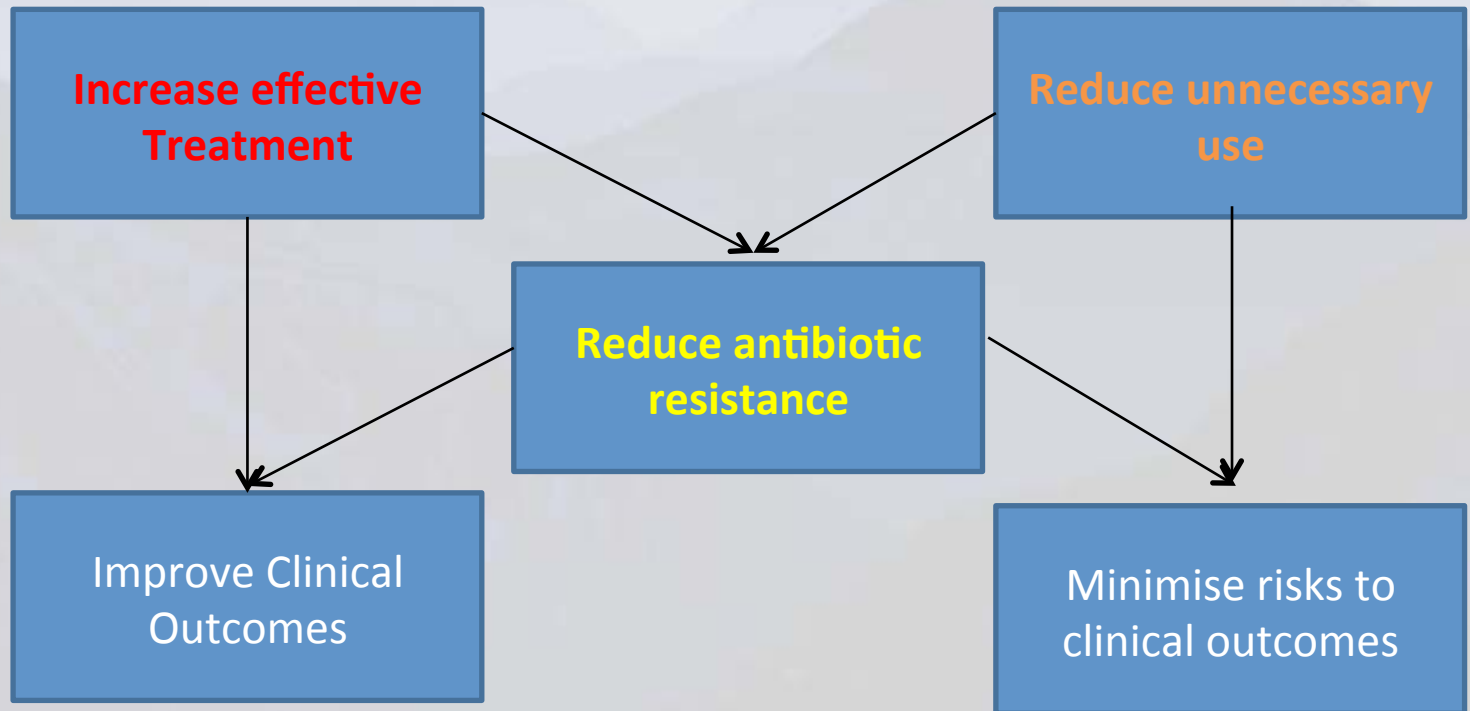 Increase effective
Treatment
Reduce unnecessary
use
Reduce antibiotic
resistance
Improve Clinical
Outcomes
Minimise risks to
clinical outcomes